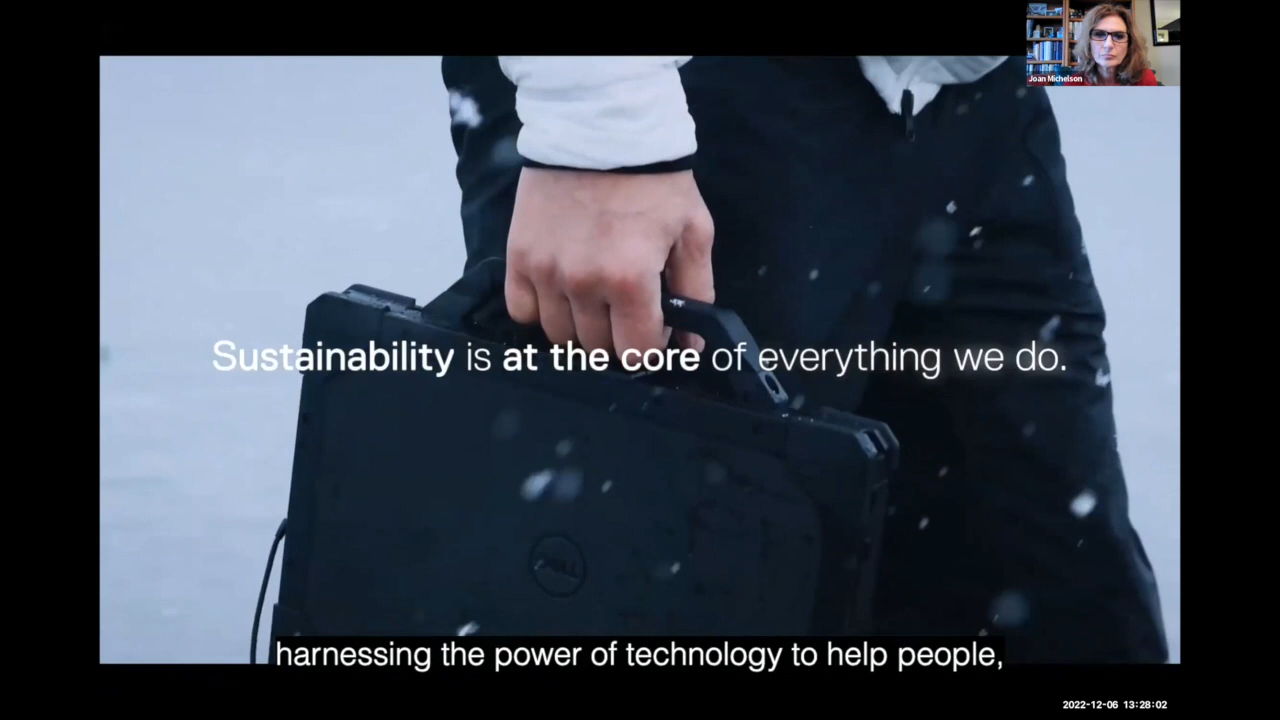 Joan Michelson
Sustainability is at the core of everything we do.
DELL
harnessing the power of technology to help people,
2022-12-06 13:28:02